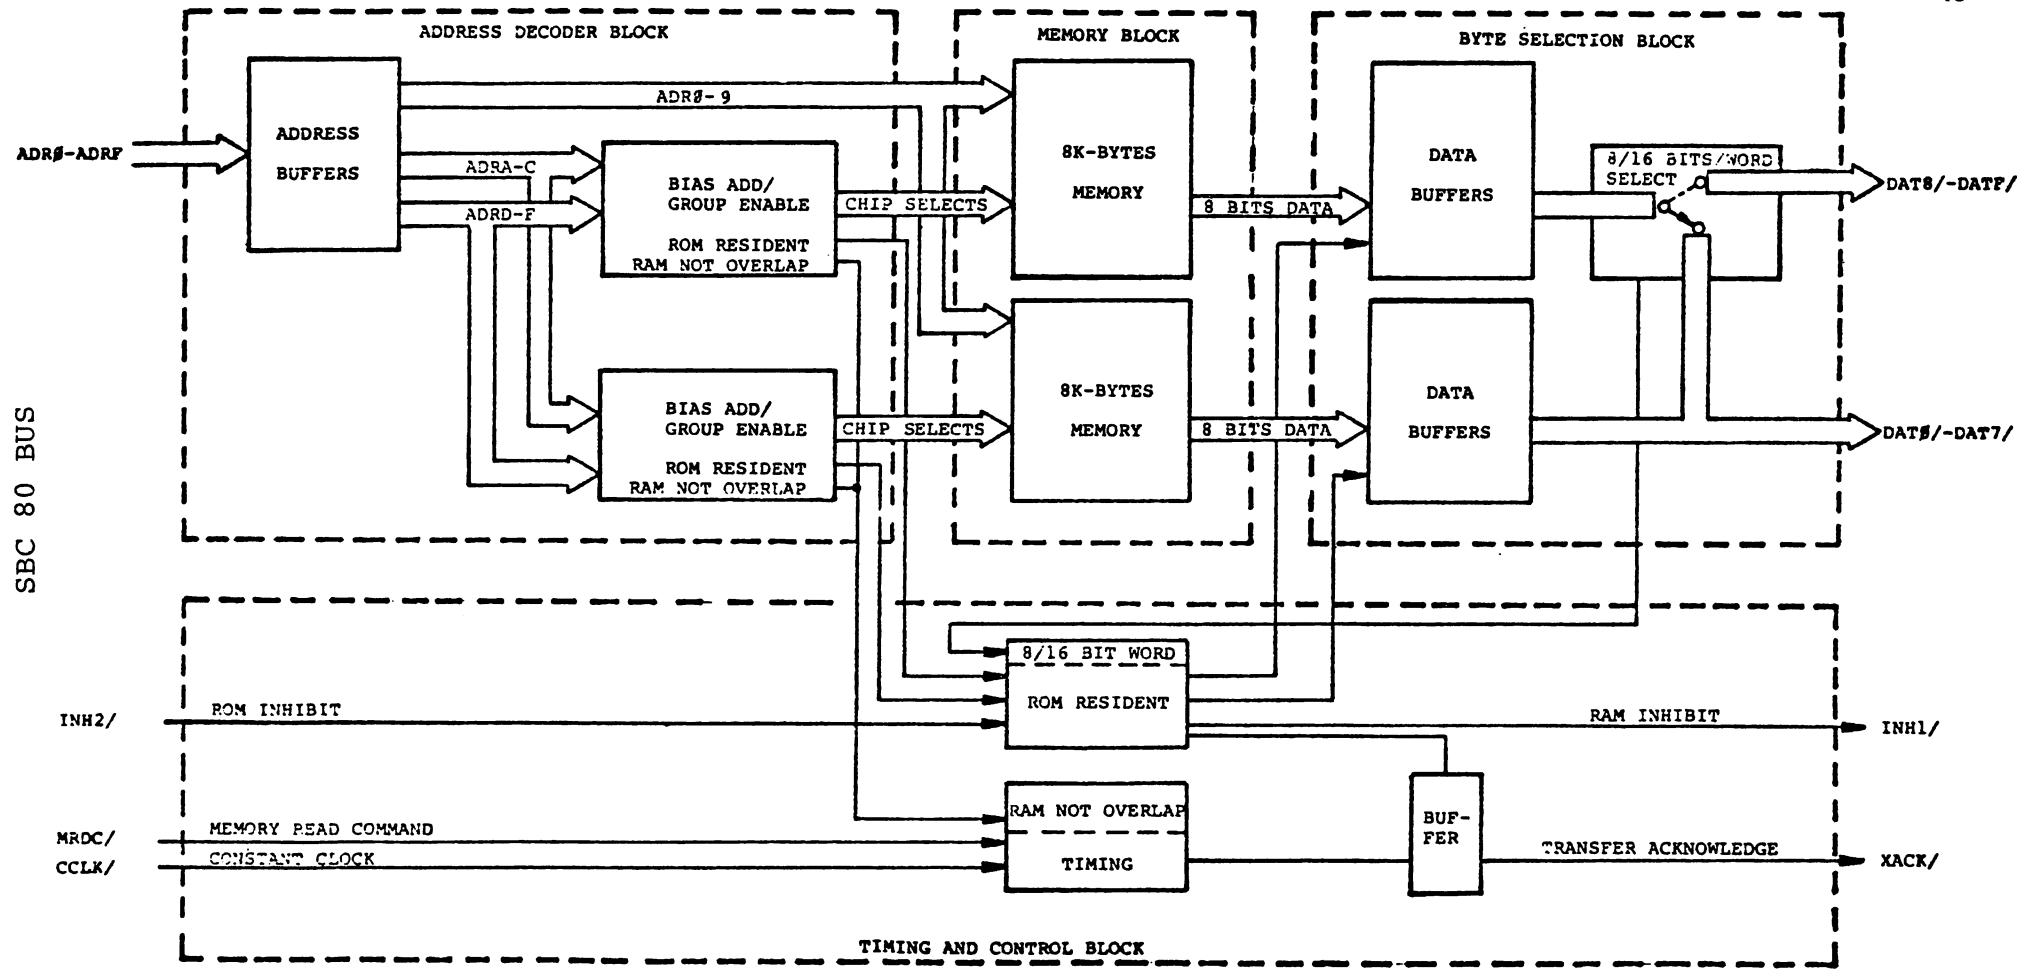 ADDRESS DECODER BLOCK
MEMORY BLOCK
BYTE SELECTION BLOCK
ADDRESS
BUFFERS
ADRØ-ADRF
ADRØ-9
ADRA-C
ADRD-F
BIAS ADD/
GROUP ENABLE
ROM RESIDENT
RAM NOT OVERLAP
CHIP SELECTS
8K-BYTES
MEMORY
8 BITS DATA
DATA
BUFFERS
8/16 BITS/WORD
SELECT
DAT8/-DATF/
BIAS ADD/
GROUP ENABLE
ROM RESIDENT
RAM NOT OVERLAP
CHIP SELECTS
8K-BYTES
MEMORY
8 BITS DATA
DATA
BUFFERS
DATØ/-DAT7/
SBC 80 BUS
8/16 BIT WORD
ROM RESIDENT
INH2/
ROM INHIBIT
RAM INHIBIT
INH1/
RAM NOT OVERLAP
TIMING
BUF-
FER
MRDC/
MEMORY READ COMMAND
CCLK/
CONSTANT CLOCK
TRANSFER ACKNOWLEDGE
XACK/
TIMING AND CONTROL BLOCK